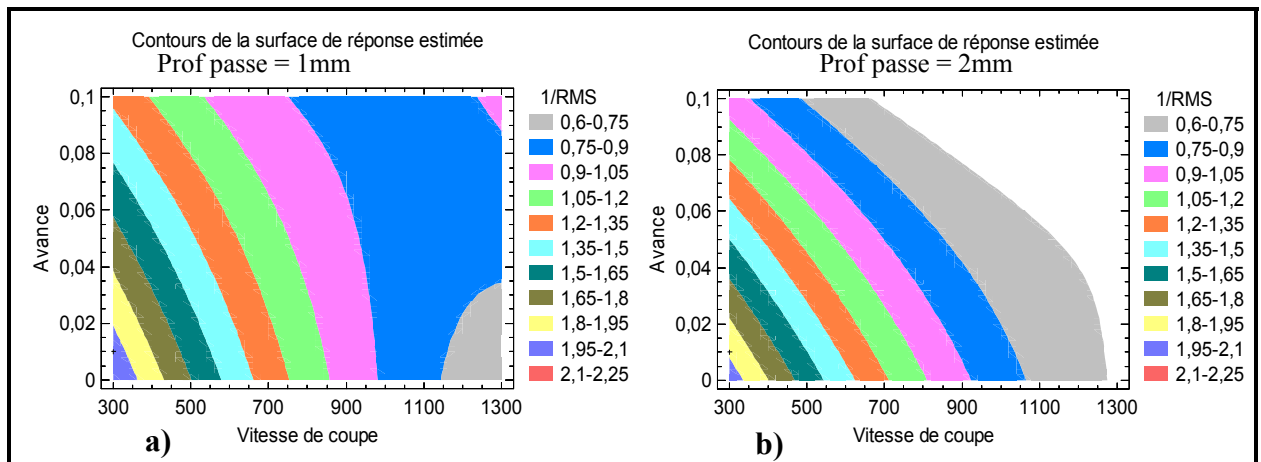 Contours de la surface de réponse estimée
Prof passe = 1mm
1/RMS
0,6-0,75
0,75-0,9
0,9-1,05
1,05-1,2
1,2-1,35
1,35-1,5
1,5-1,65
1,65-1,8
1,8-1,95
1,95-2,1
2,1-2,25
Avance
0,1
0,08
0,06
0,04
0,02
0
300 500 700 900 1100 1300
Vitesse de coupe
a)
Contours de la surface de réponse estimée
Prof passe = 2mm
1/RMS
0,6-0,75
0,75-0,9
0,9-1,05
1,05-1,2
1,2-1,35
1,35-1,5
1,5-1,65
1,65-1,8
1,8-1,95
1,95-2,1
2,1-2,25
Avance
0,1
0,08
0,06
0,04
0,02
0
300 500 700 900 1100 1300
Vitesse de coupe
b)